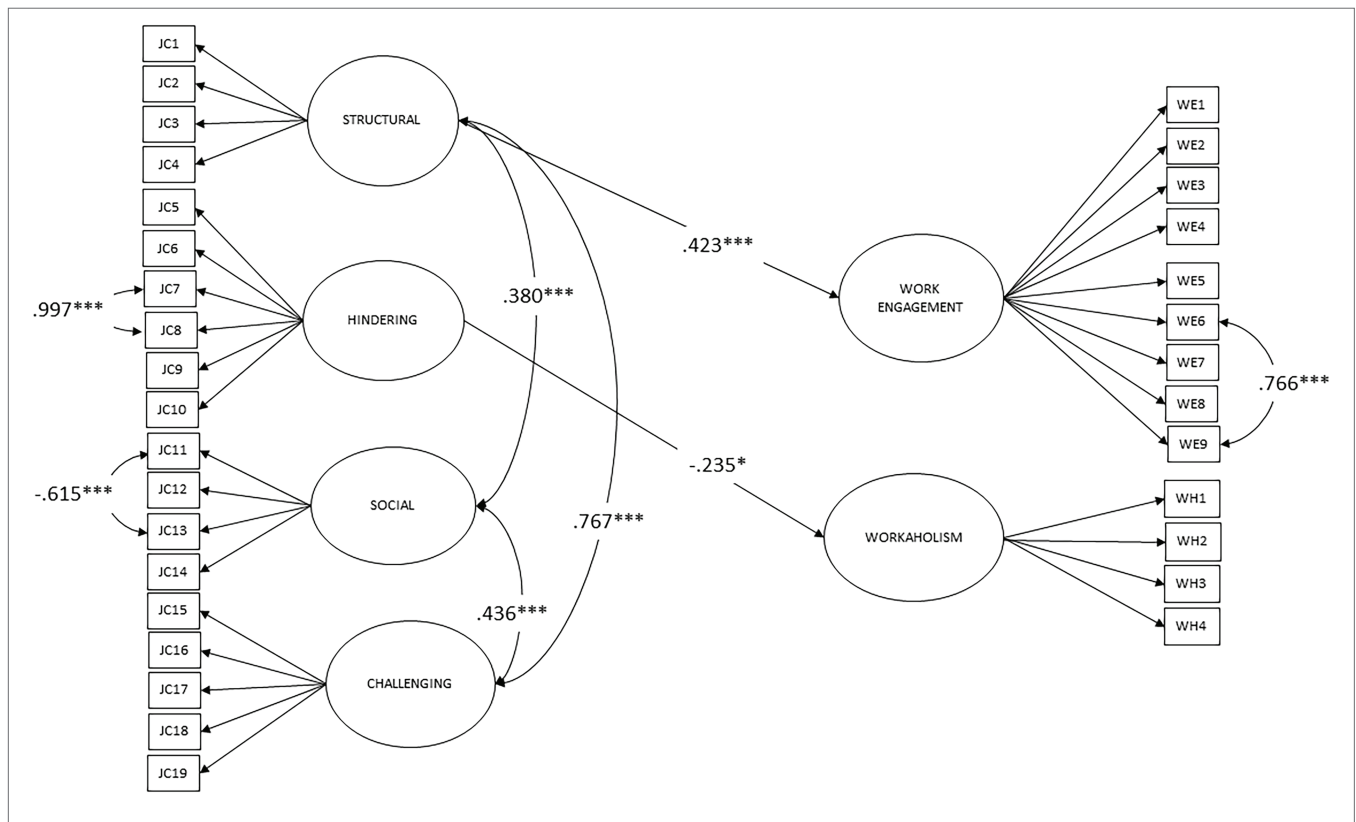 JC1
JC2
JC3
JC4
JC5
JC6
JC7
JC8
JC9
JC10
JC11
JC12
JC13
JC14
JC15
JC16
JC17
JC18
JC19
.997***
-.615***
STRUCTURAL
HINDERING
SOCIAL
CHALLENGING
.380***
.436***
.767***
.423***
-.235*
WORK
ENGAGEMENT
WORKAHOLISM
WE1
WE2
WE3
WE4
WE5
WE6
WE7
WE8
WE9
.766***
WH1
WH2
WH3
WH4